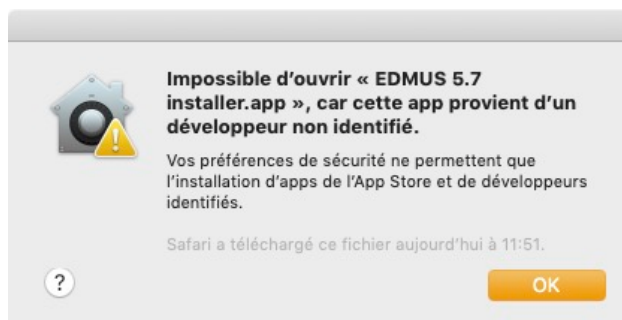 Impossible d’ouvrir « EDMUS 5.7
installer.app », car cette app provient d’un
développeur non identifié.
Vos préférences de sécurité ne permettent que
l’installation d’apps de l’App Store et de développeurs
identifiés.
Safari a téléchargé ce fichier aujourd’hui à 11:51.
?
OK